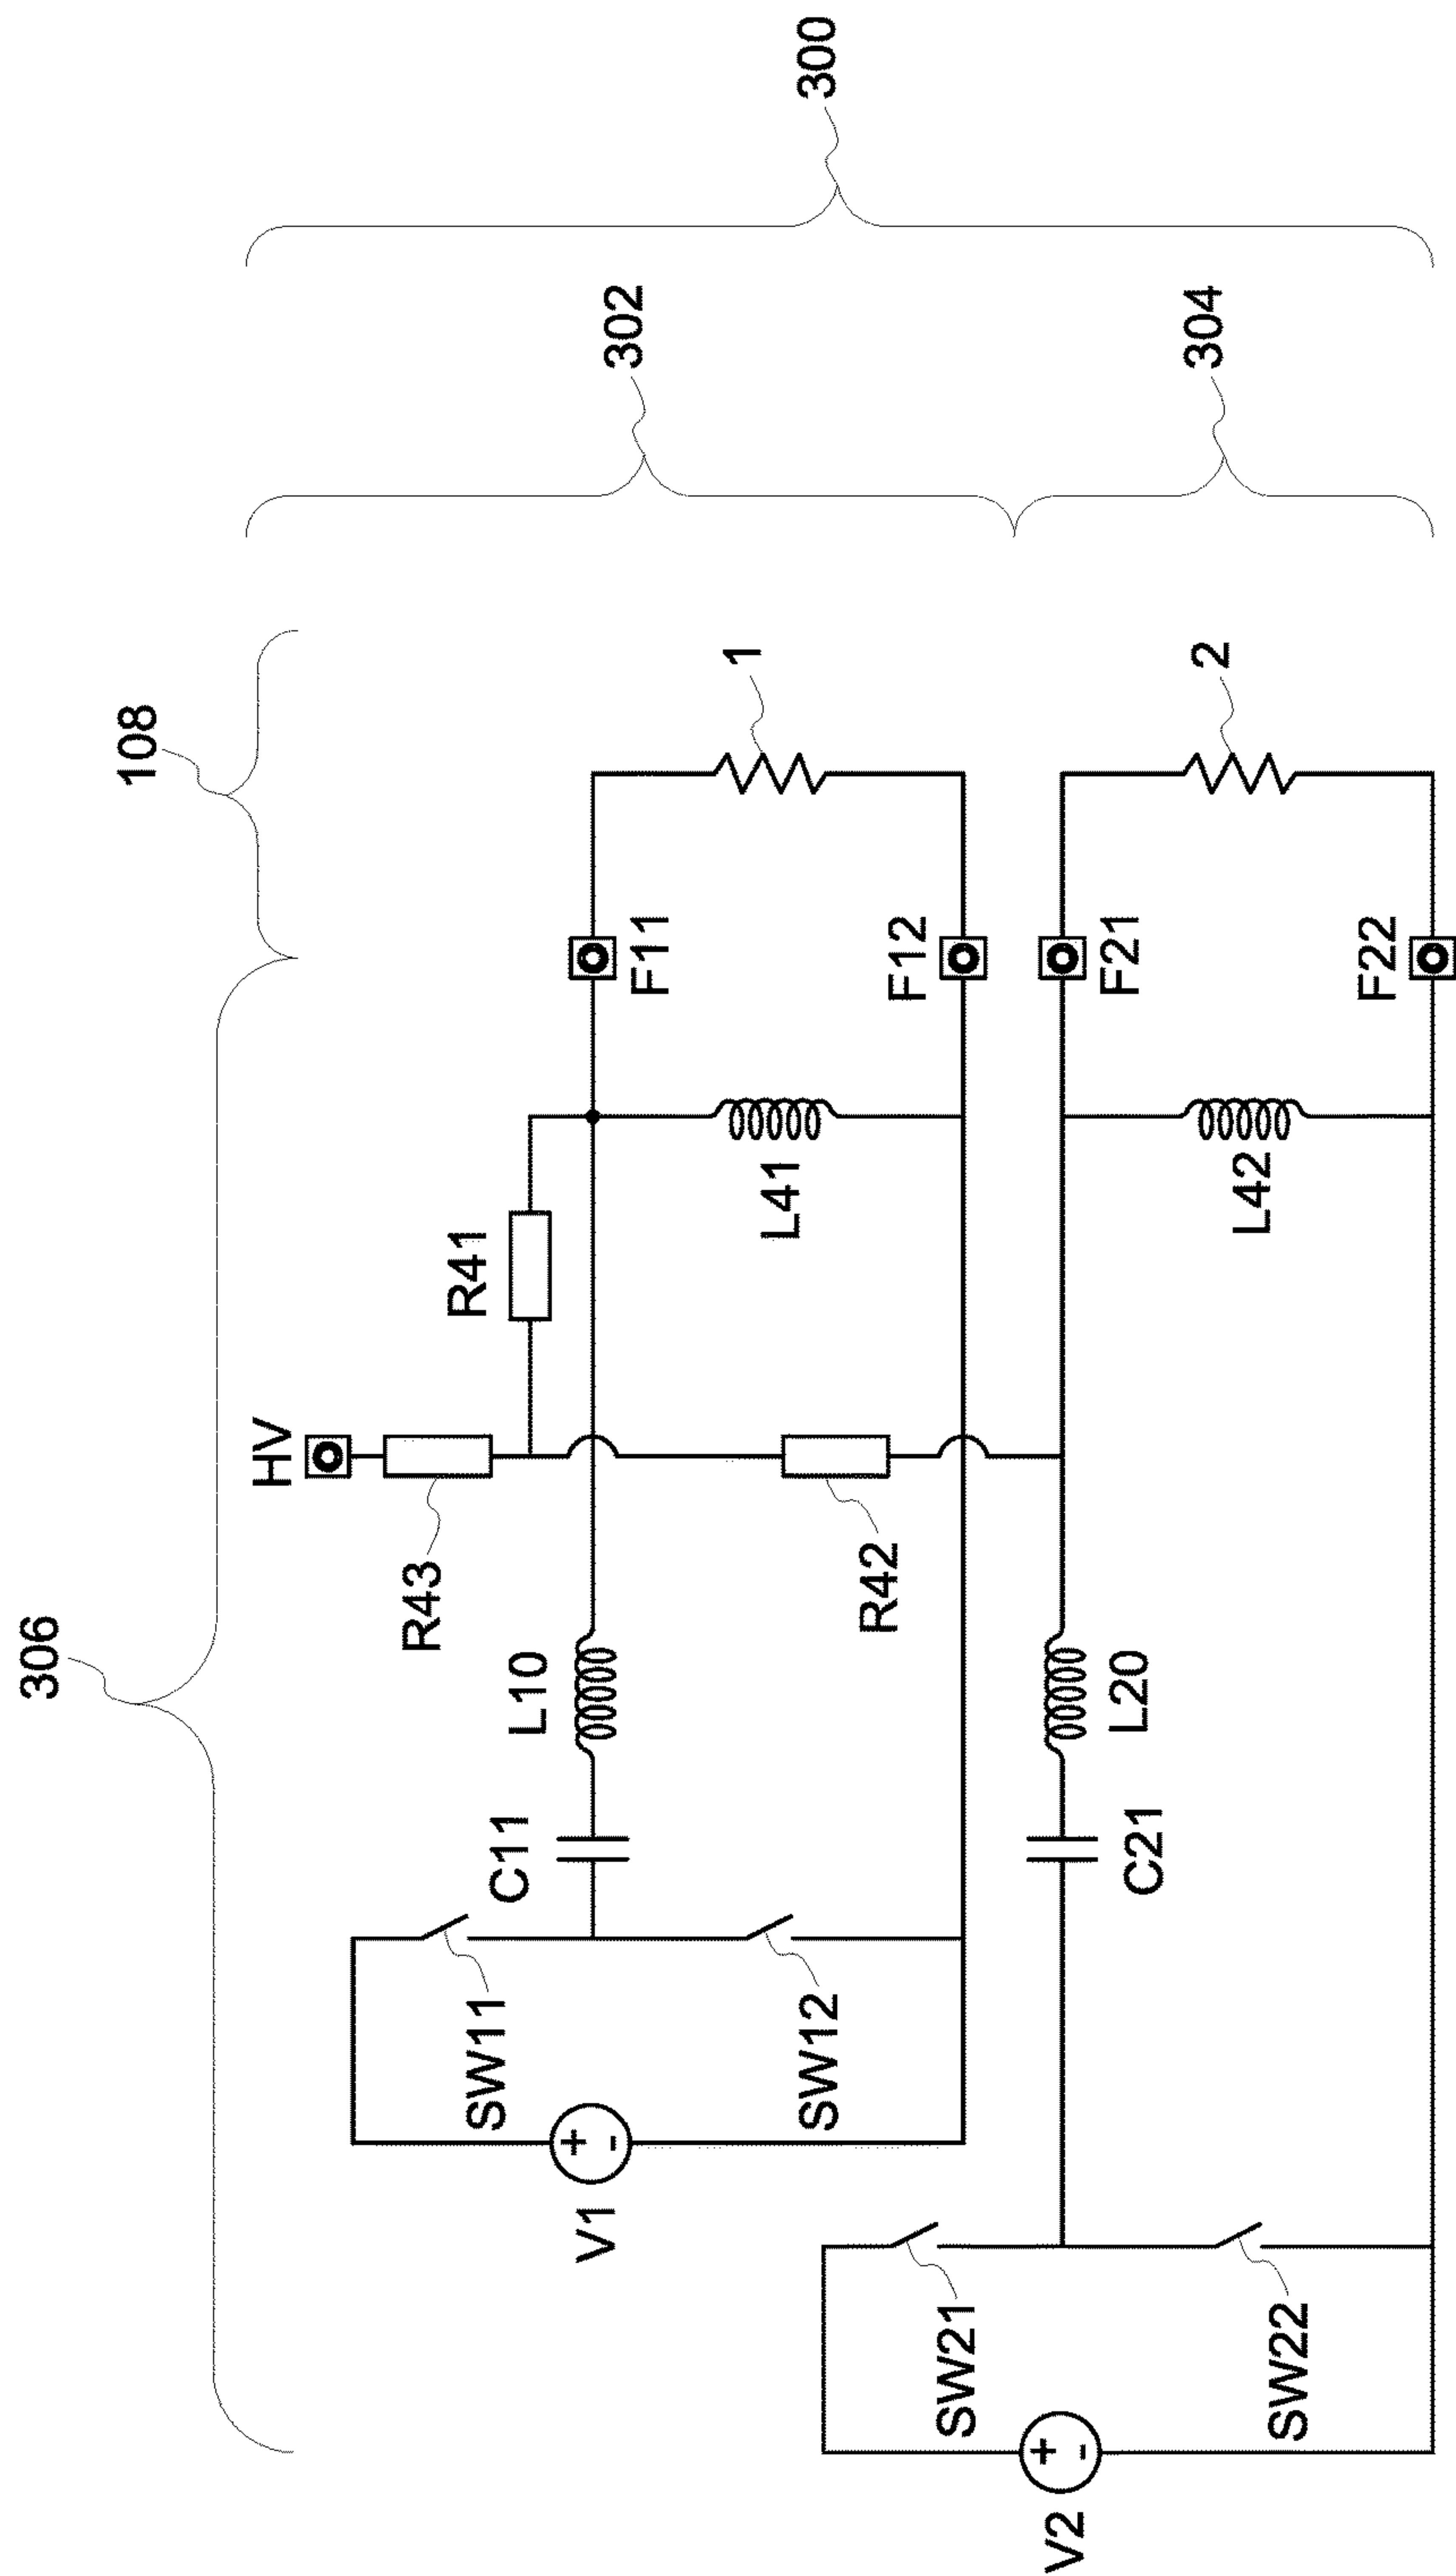 300
302
304
108
306
1
2
F11
F12
F21
F22
L41
L42
R41
HV
R43
R42
L10
L20
C11
C21
SW11
SW12
+
-
V1
SW21
SW22
+
-
V2